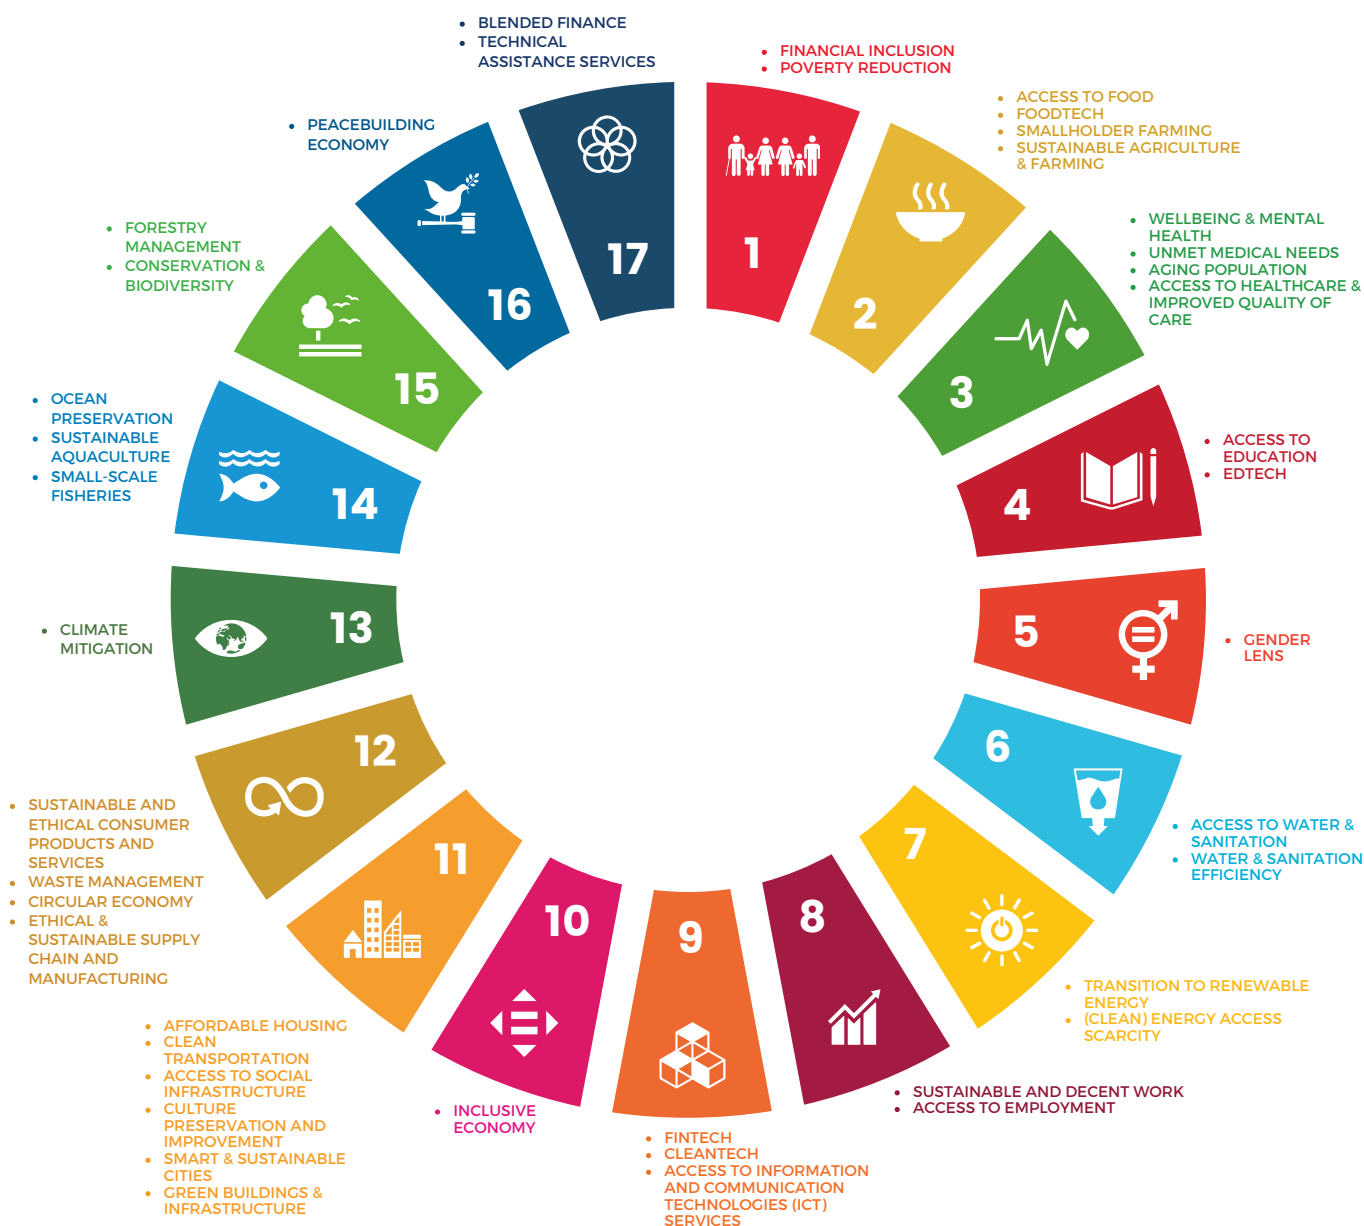 • BLENDED FINANCE
• TECHNICAL
ASSISTANCE SERVICES
17
• FINANCIAL INCLUSION
• POVERTY REDUCTION
1
• ACCESS TO FOOD
• FOODTECH
• SMALLHOLDER FARMING
• SUSTAINABLE AGRICULTURE
& FARMING
2
• WELLBEING & MENTAL
HEALTH
• UNMET MEDICAL NEEDS
• AGING POPULATION
• ACCESS TO HEALTHCARE &
IMPROVED QUALITY OF
CARE
3
• ACCESS TO
EDUCATION
• EDTECH
4
• GENDER
LENS
5
• ACCESS TO WATER &
SANITATION
• WATER & SANITATION
EFFICIENCY
6
• TRANSITION TO RENEWABLE
ENERGY
• (CLEAN) ENERGY ACCESS
SCARCITY
7
• SUSTAINABLE AND DECENT WORK
• ACCESS TO EMPLOYMENT
8
• FINTECH
• CLEANTECH
• ACCESS TO INFORMATION
AND COMMUNICATION
TECHNOLOGIES (ICT)
SERVICES
9
• INCLUSIVE
ECONOMY
10
• AFFORDABLE HOUSING
• CLEAN
TRANSPORTATION
• ACCESS TO SOCIAL
INFRASTRUCTURE
• CULTURE
PRESERVATION AND
IMPROVEMENT
• SMART & SUSTAINABLE
CITIES
• GREEN BUILDINGS &
INFRASTRUCTURE
11
• SUSTAINABLE AND
ETHICAL CONSUMER
PRODUCTS AND
SERVICES
• WASTE MANAGEMENT
• CIRCULAR ECONOMY
• ETHICAL &
SUSTAINABLE SUPPLY
CHAIN AND
MANUFACTURING
12
• CLIMATE
MITIGATION
13
• OCEAN
PRESERVATION
• SUSTAINABLE
AQUACULTURE
• SMALL-SCALE
FISHERIES
14
• FORESTRY
MANAGEMENT
• CONSERVATION &
BIODIVERSITY
15
• PEACEBUILDING
ECONOMY
16